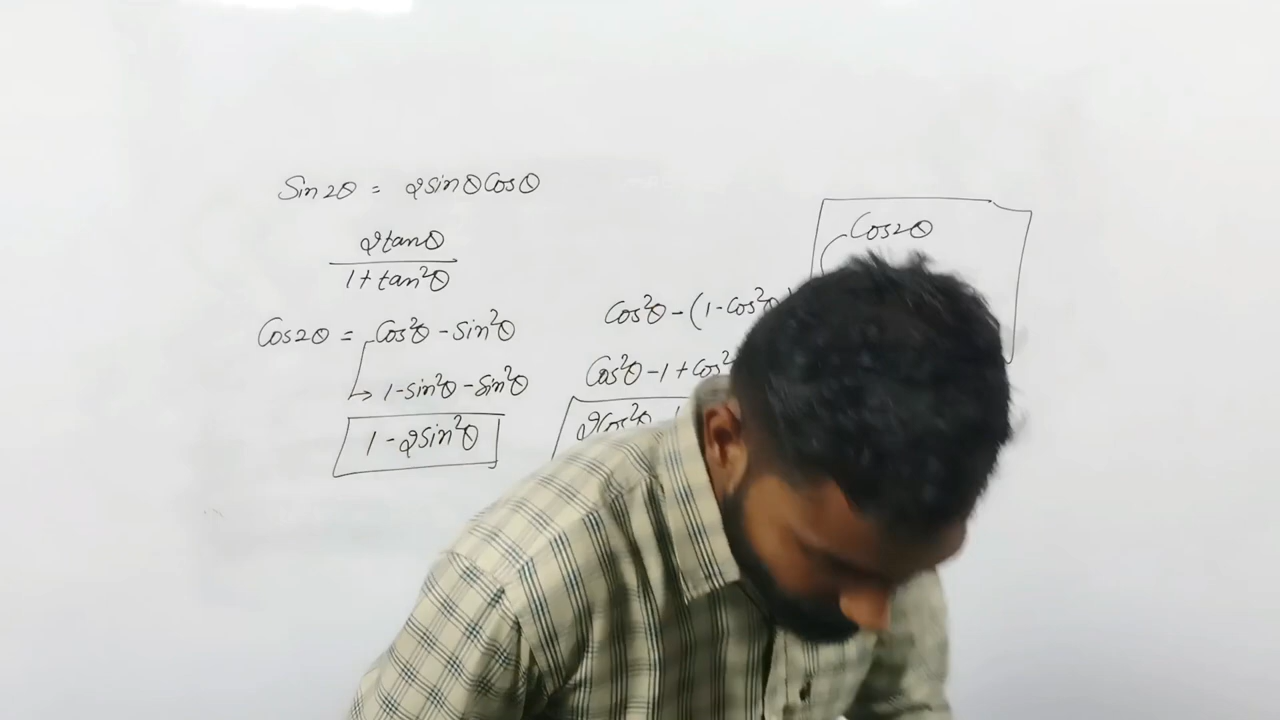 Sin2θ = 2sinθCosθ
2tanθ
1+tan²θ
Cos2θ = Cos²θ - Sin²θ
↳ 1-sin²θ - Sin²θ
1-2Sin²θ
Cos²θ - (1-Cos²θ
Cos²θ - 1 + Cos²
2Cos²θ
Cos2θ